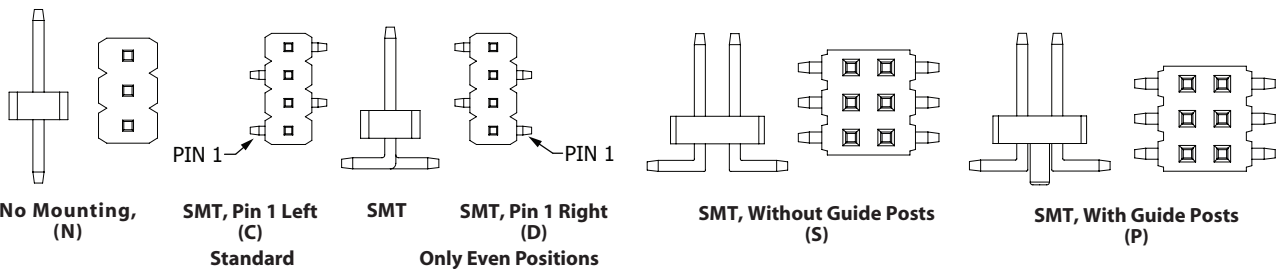 PIN 1
PIN 1
No Mounting,
(N)
SMT, Pin 1 Left
(C)
Standard
SMT
SMT, Pin 1 Right
(D)
Only Even Positions
SMT, Without Guide Posts
(S)
SMT, With Guide Posts
(P)